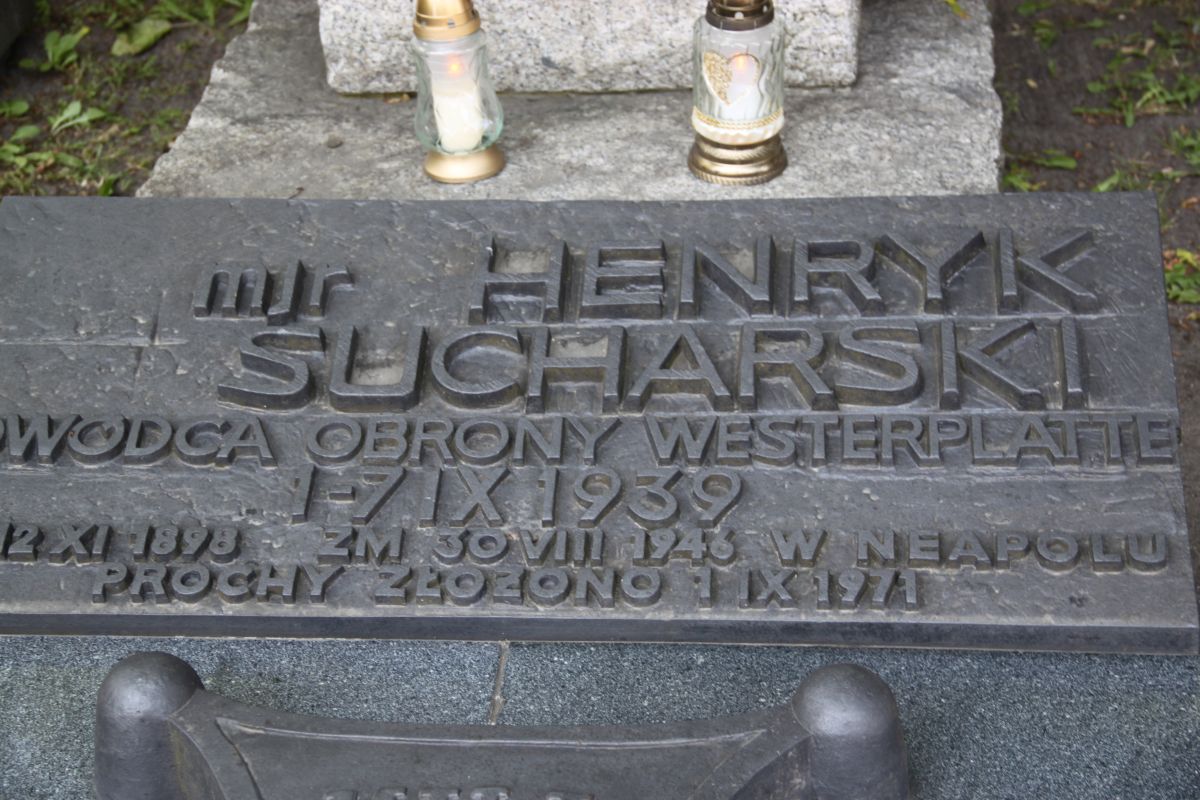 mjr HENRYK
SUCHARSKI
OBRONY WESTERPLATTE
1-7 IX 1939
12 XI 1898 ZM 30 VIII 1946 W NEAPOLU
PROCHY ZŁOŻONO 1 IX 1971